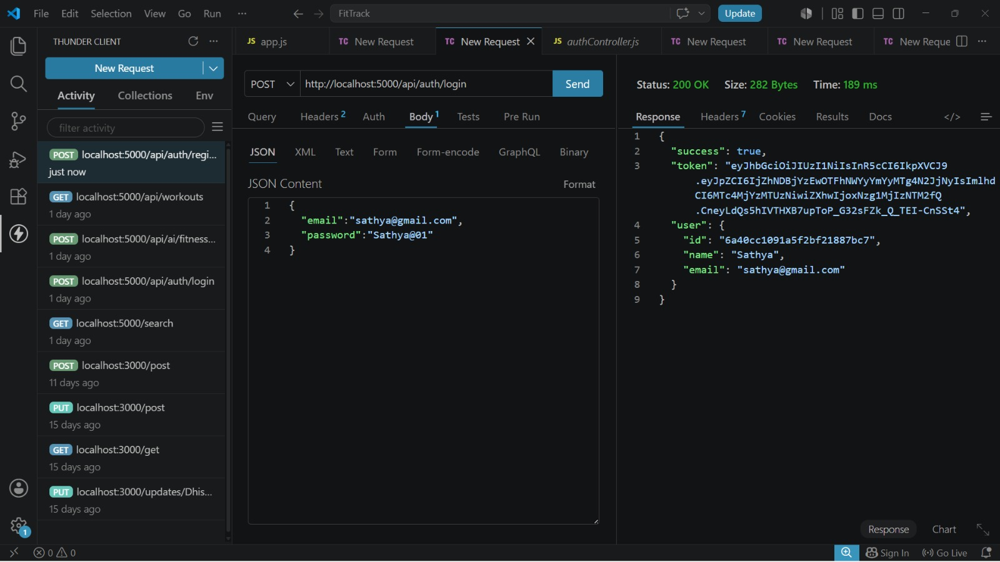 File Edit Selection View Go Run ··· FitTrack Update
THUNDER CLIENT
New Request
Activity Collections Env
filter activity
POST localhost:5000/api/auth/regi...
just now
GET localhost:5000/api/workouts
1 day ago
POST localhost:5000/api/ai/fitness...
1 day ago
POST localhost:5000/api/auth/login
1 day ago
GET localhost:5000/search
1 day ago
POST localhost:3000/post
11 days ago
PUT localhost:3000/post
15 days ago
GET localhost:3000/get
15 days ago
PUT localhost:3000/updates/Dhis...
15 days ago
1
JS app.js TC New Request TC New Request JS authController.js TC New Request TC New Request TC New Reque
POST http://localhost:5000/api/auth/login Send
Query Headers 2 Auth Body 1 Tests Pre Run
JSON XML Text Form Form-encode GraphQL Binary
JSON Content Format
1 {
2 "email":"sathya@gmail.com",
3 "password":"Sathya@01"
4 }
Status: 200 OK Size: 282 Bytes Time: 189 ms
Response Headers 7 Cookies Results Docs </>
1 {
2 "success": true,
3 "token": "eyJhbGciOiJIUzI1NiIsInR5cCI6IkpXVCJ9
.eyJpZCI6IjZhNDBjYzEwOTFhNWYyYmYyMTg4N2JjNyIsImlhd
CI6MTc4MjYzMTUzNiwiZXhwIjoxNzg1MjIzNTM2fQ
.CneyLdQs5hIVTHXB7upToP_G32sFZk_Q_TEI-CnSSt4",
4 "user": {
5 "id": "6a40cc1091a5f2bf21887bc7",
6 "name": "Sathya",
7 "email": "sathya@gmail.com"
8 }
9 }
Response Chart
0 0 Sign In Go Live